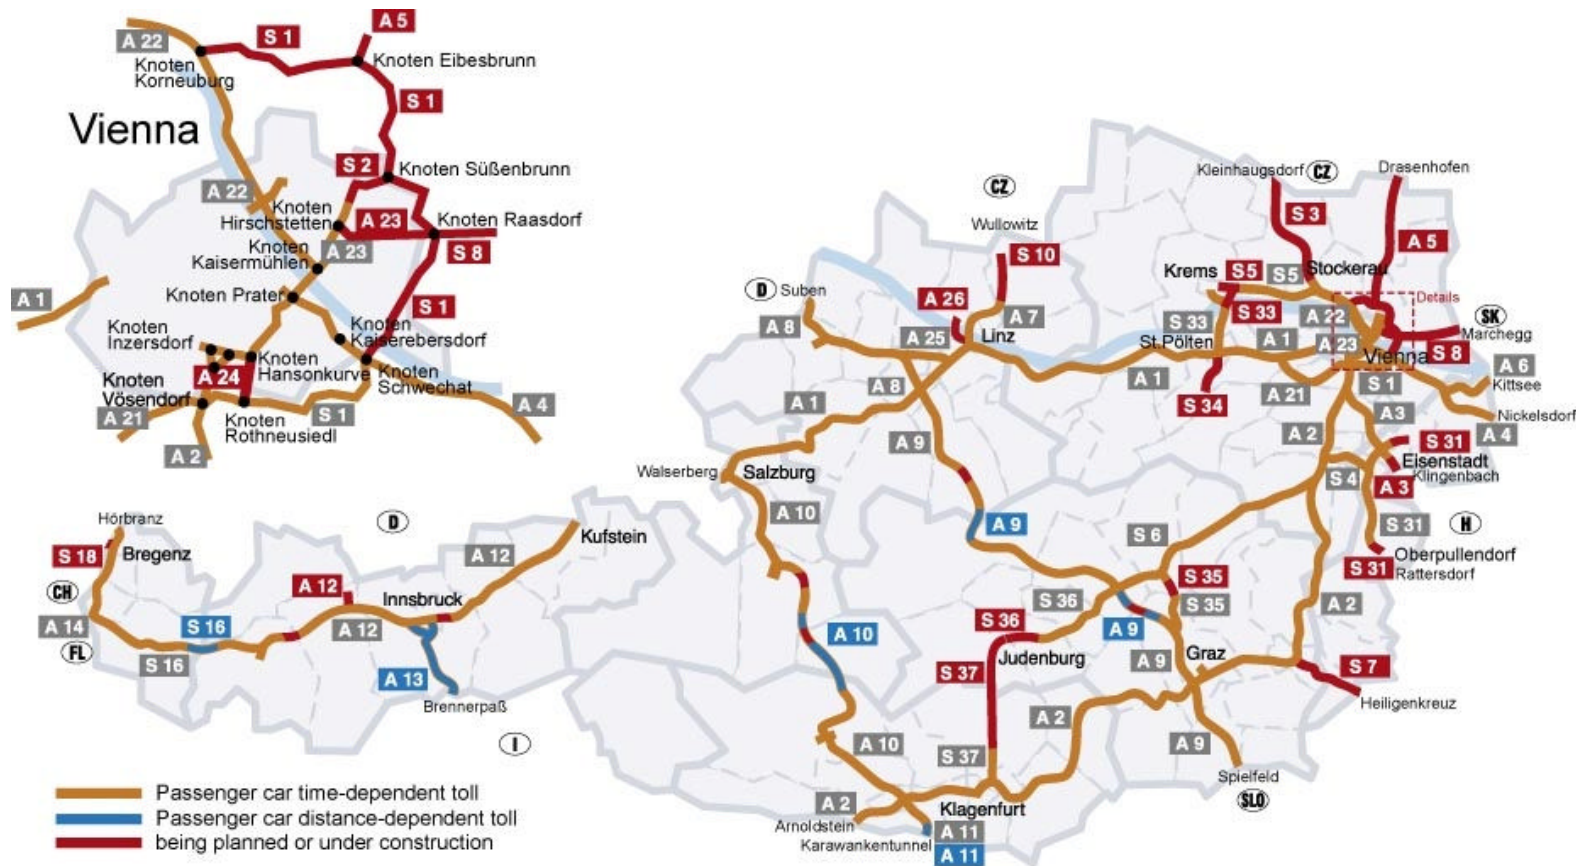 A 5
S 1
A 22
Knoten Eibesbrunn
Knoten
Korneuburg
S 1
Vienna
S 2
Knoten Süßenbrunn
A 22
Knoten
Hirschstetten
A 23
Knoten Raasdorf
Knoten
Kaisermühlen
A 23
S 8
Knoten Prater
A 1
S 1
Knoten
Inzersdorf
Knoten
Kaiserebersdorf
Knoten
Hansonkurve
A 24
Knoten
Schwechat
Knoten
Vösendorf
A 21
Knoten
Rothneusiedl
S 1
A 4
A 2
CZ
Wullowitz
S 10
Kleinhaugsdorf
CZ
Drasenhofen
S 3
A 5
D
Suben
A 26
A 7
A 8
A 25
Linz
Krems
S5
S5
Stockerau
Details
S 33
S 33
A 22
SK
Marchegg
St.Pölten
A 1
A 23
Vienna
S 8
A 6
Kittsee
A 8
A 1
S 34
A 1
A 21
S 1
A3
Nickelsdorf
A 4
A 9
A 2
S 31
Eisenstadt
Klingenbach
Walserberg
Salzburg
S 4
A 3
A 10
A 9
S 31
H
S 6
Oberpullendorf
S 31
Rattersdorf
S 35
S 36
S 35
A 2
S 36
A 9
A 10
Judenburg
A 9
Graz
S 37
S 7
Heiligenkreuz
A 2
A 10
S 37
A 9
Spielfeld
SLO
A 2
Klagenfurt
Arnoldstein
Karawankentunnel
A 11
A 11
Hörbranz
D
Kufstein
S 18
Bregenz
A 12
CH
A 12
Innsbruck
A 14
S 16
A 12
FL
S 16
A 13
Brennerpaß
I
Passenger car time-dependent toll
Passenger car distance-dependent toll
being planned or under construction